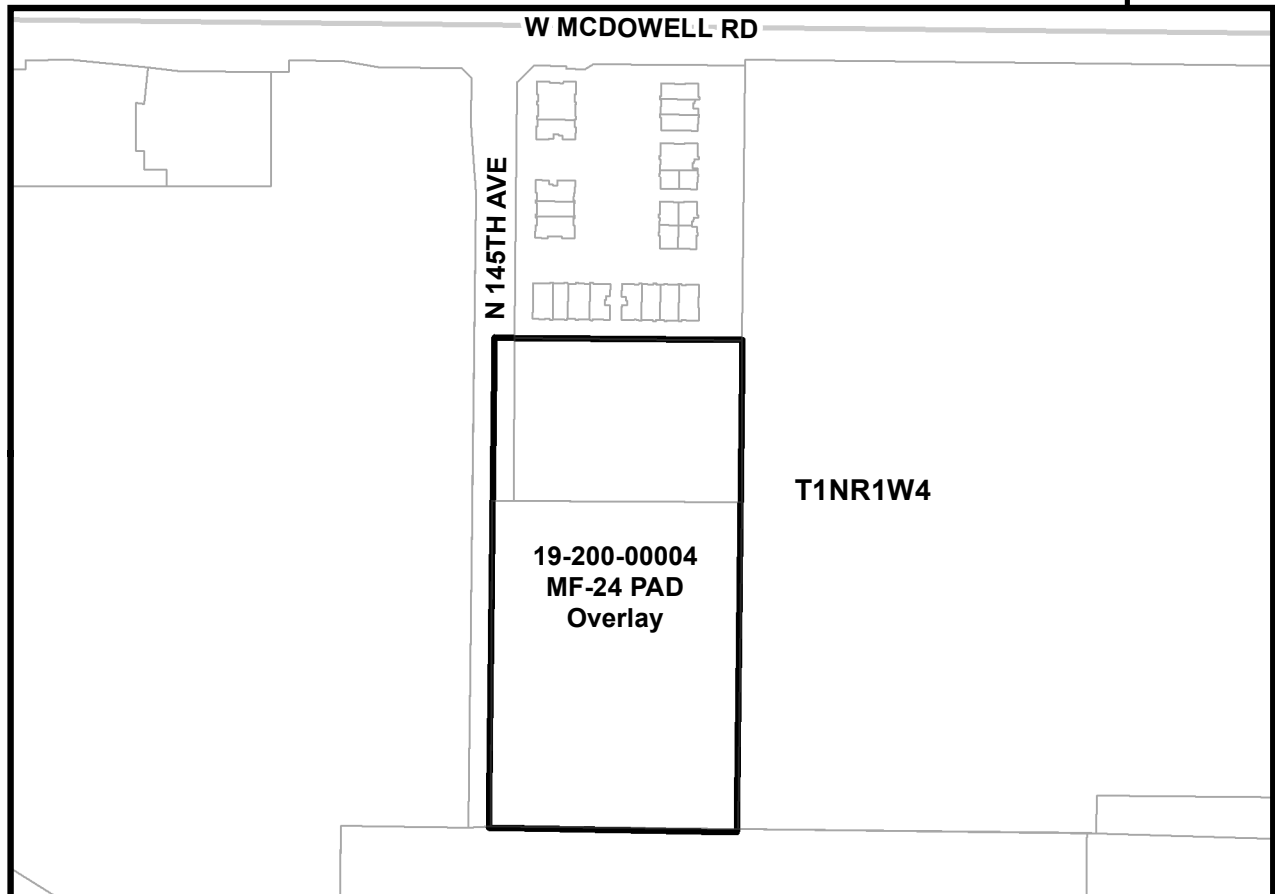 W MCDOWELL RD
N 145TH AVE
T1NR1W4
19-200-00004
MF-24 PAD
Overlay